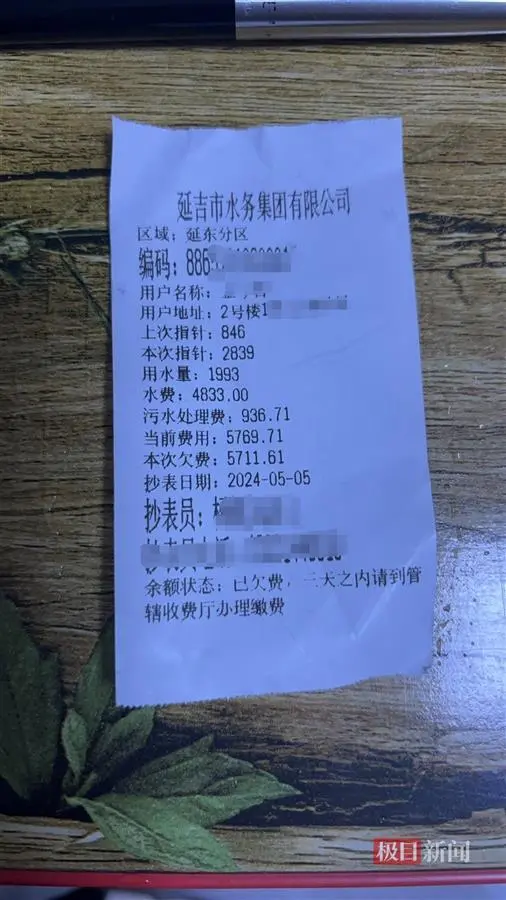 延吉市水务集团有限公司
区域：延东分区
编码：886
用户名称：
用户地址：2号楼1
上次指针：846
本次指针：2839
用水量：1993
水费：4833.00
污水处理费：936.71
当前费用：5769.71
本次欠费：5711.61
抄表日期：2024-05-05
抄表员：
余额状态：已欠费，三天之内请到管
辖收费厅办理缴费
极目新闻